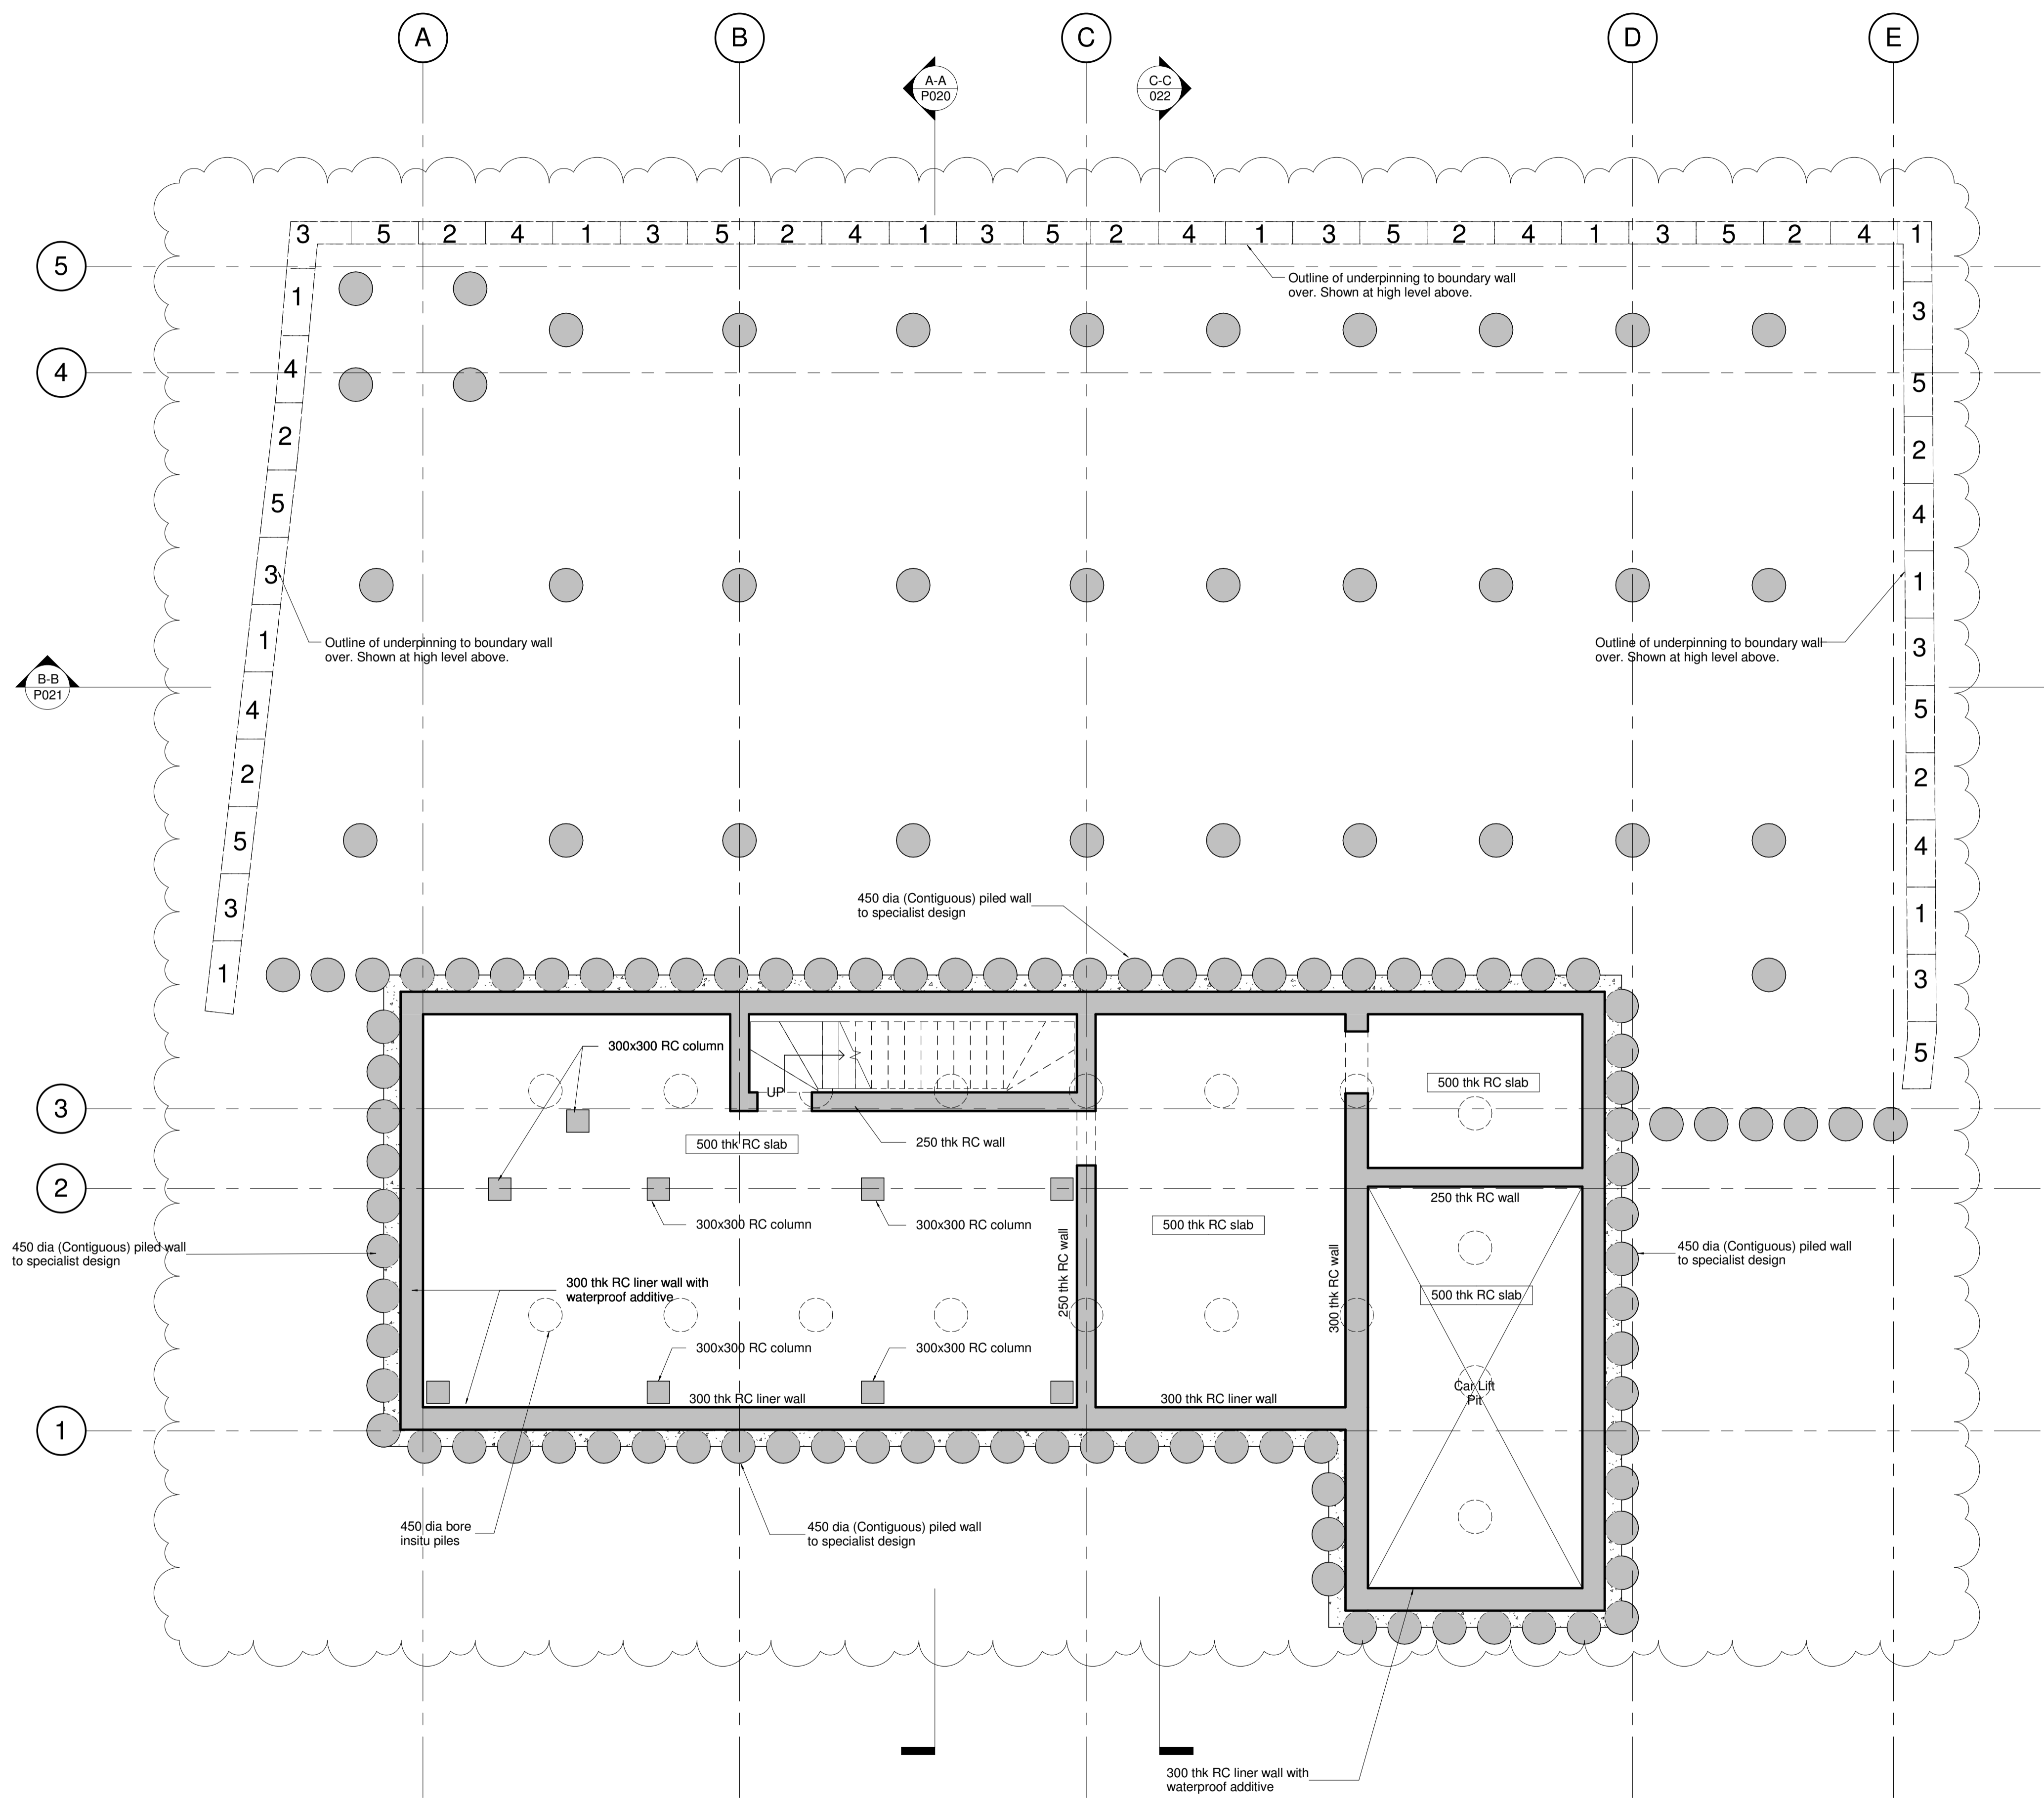 A
B
C
D
E
A-A
P020
C-C
022
3 5 2 4 1 3 5 2 4 1 3 5 2 4 1 3 5 2 4 1 3 5 2 4 1
5
Outline of underpinning to boundary wall
over. Shown at high level above.
1
3
4
4
5
2
2
5
4
3
1
Outline of underpinning to boundary wall
over. Shown at high level above.
Outline of underpinning to boundary wall
over. Shown at high level above.
1
3
B-B
P021
4
5
2
2
5
4
3
1
450 dia (Contiguous) piled wall
to specialist design
1
3
5
300x300 RC column
UP
500 thk RC slab
3
500 thk RC slab
250 thk RC wall
2
250 thk RC wall
300x300 RC column
300x300 RC column
500 thk RC slab
450 dia (Contiguous) piled wall
to specialist design
250 thk RC wall
300 thk RC wall
450 dia (Contiguous) piled wall
to specialist design
300 thk RC liner wall with
waterproof additive
500 thk RC slab
300x300 RC column
300x300 RC column
Car Lift
Pit
300 thk RC liner wall
300 thk RC liner wall
1
450 dia bore
insitu piles
450 dia (Contiguous) piled wall
to specialist design
300 thk RC liner wall with
waterproof additive